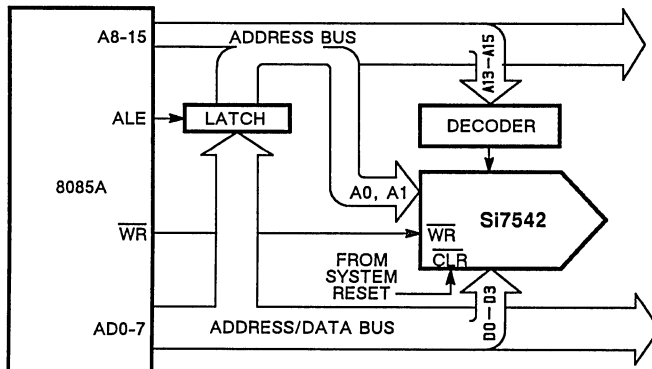 A8-15
ADDRESS BUS
A13-A15
ALE
LATCH
DECODER
8085A
A0, A1
Si7542
WR
WR
CLR
FROM
SYSTEM
RESET
D0-D3
AD0-7
ADDRESS/DATA BUS